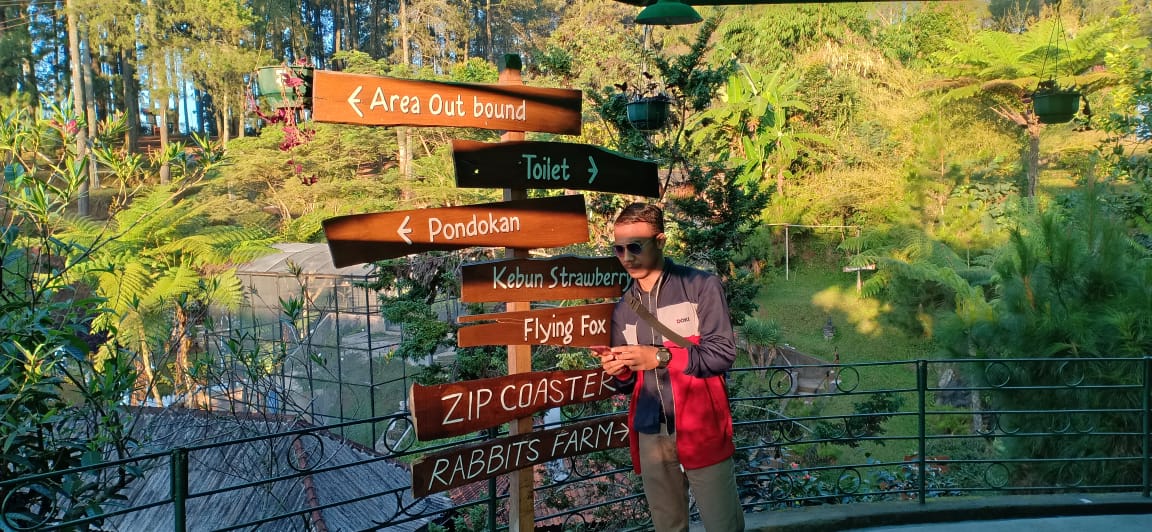 ← Area Out bound
Toilet →
← Pondokan
Kebun Strawberry
Flying Fox
ZIP COASTER
RABBITS FARM →